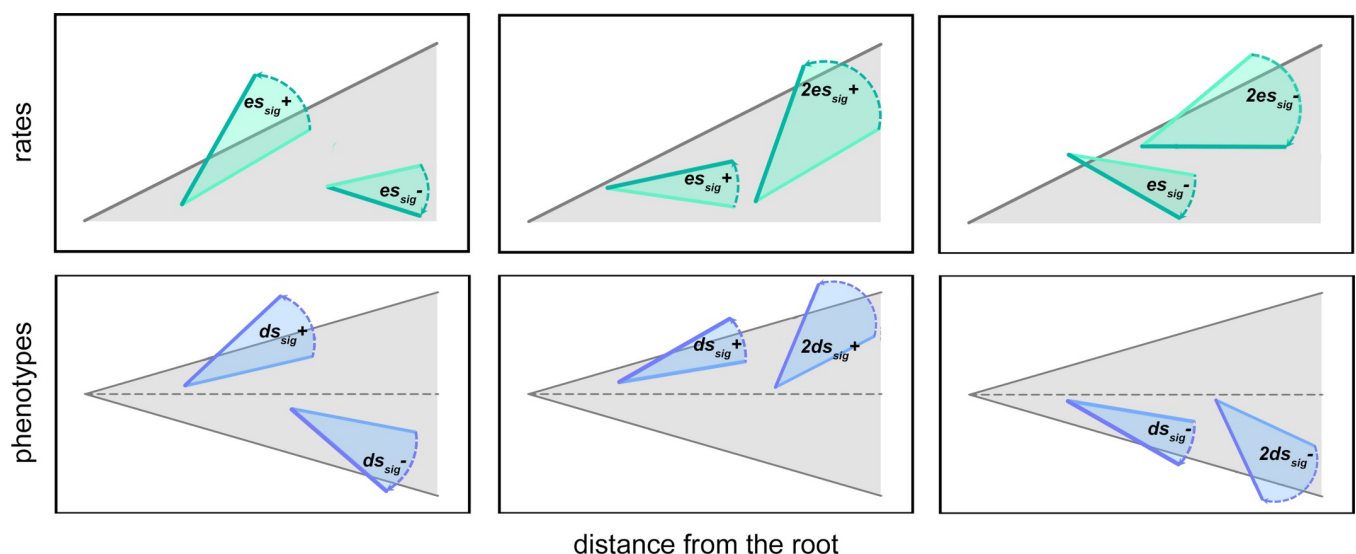 rates
es sig +
es sig -
2es sig +
es sig +
2es sig -
es sig -
phenotypes
ds sig +
ds sig -
ds sig +
2ds sig +
ds sig -
2ds sig -
distance from the root